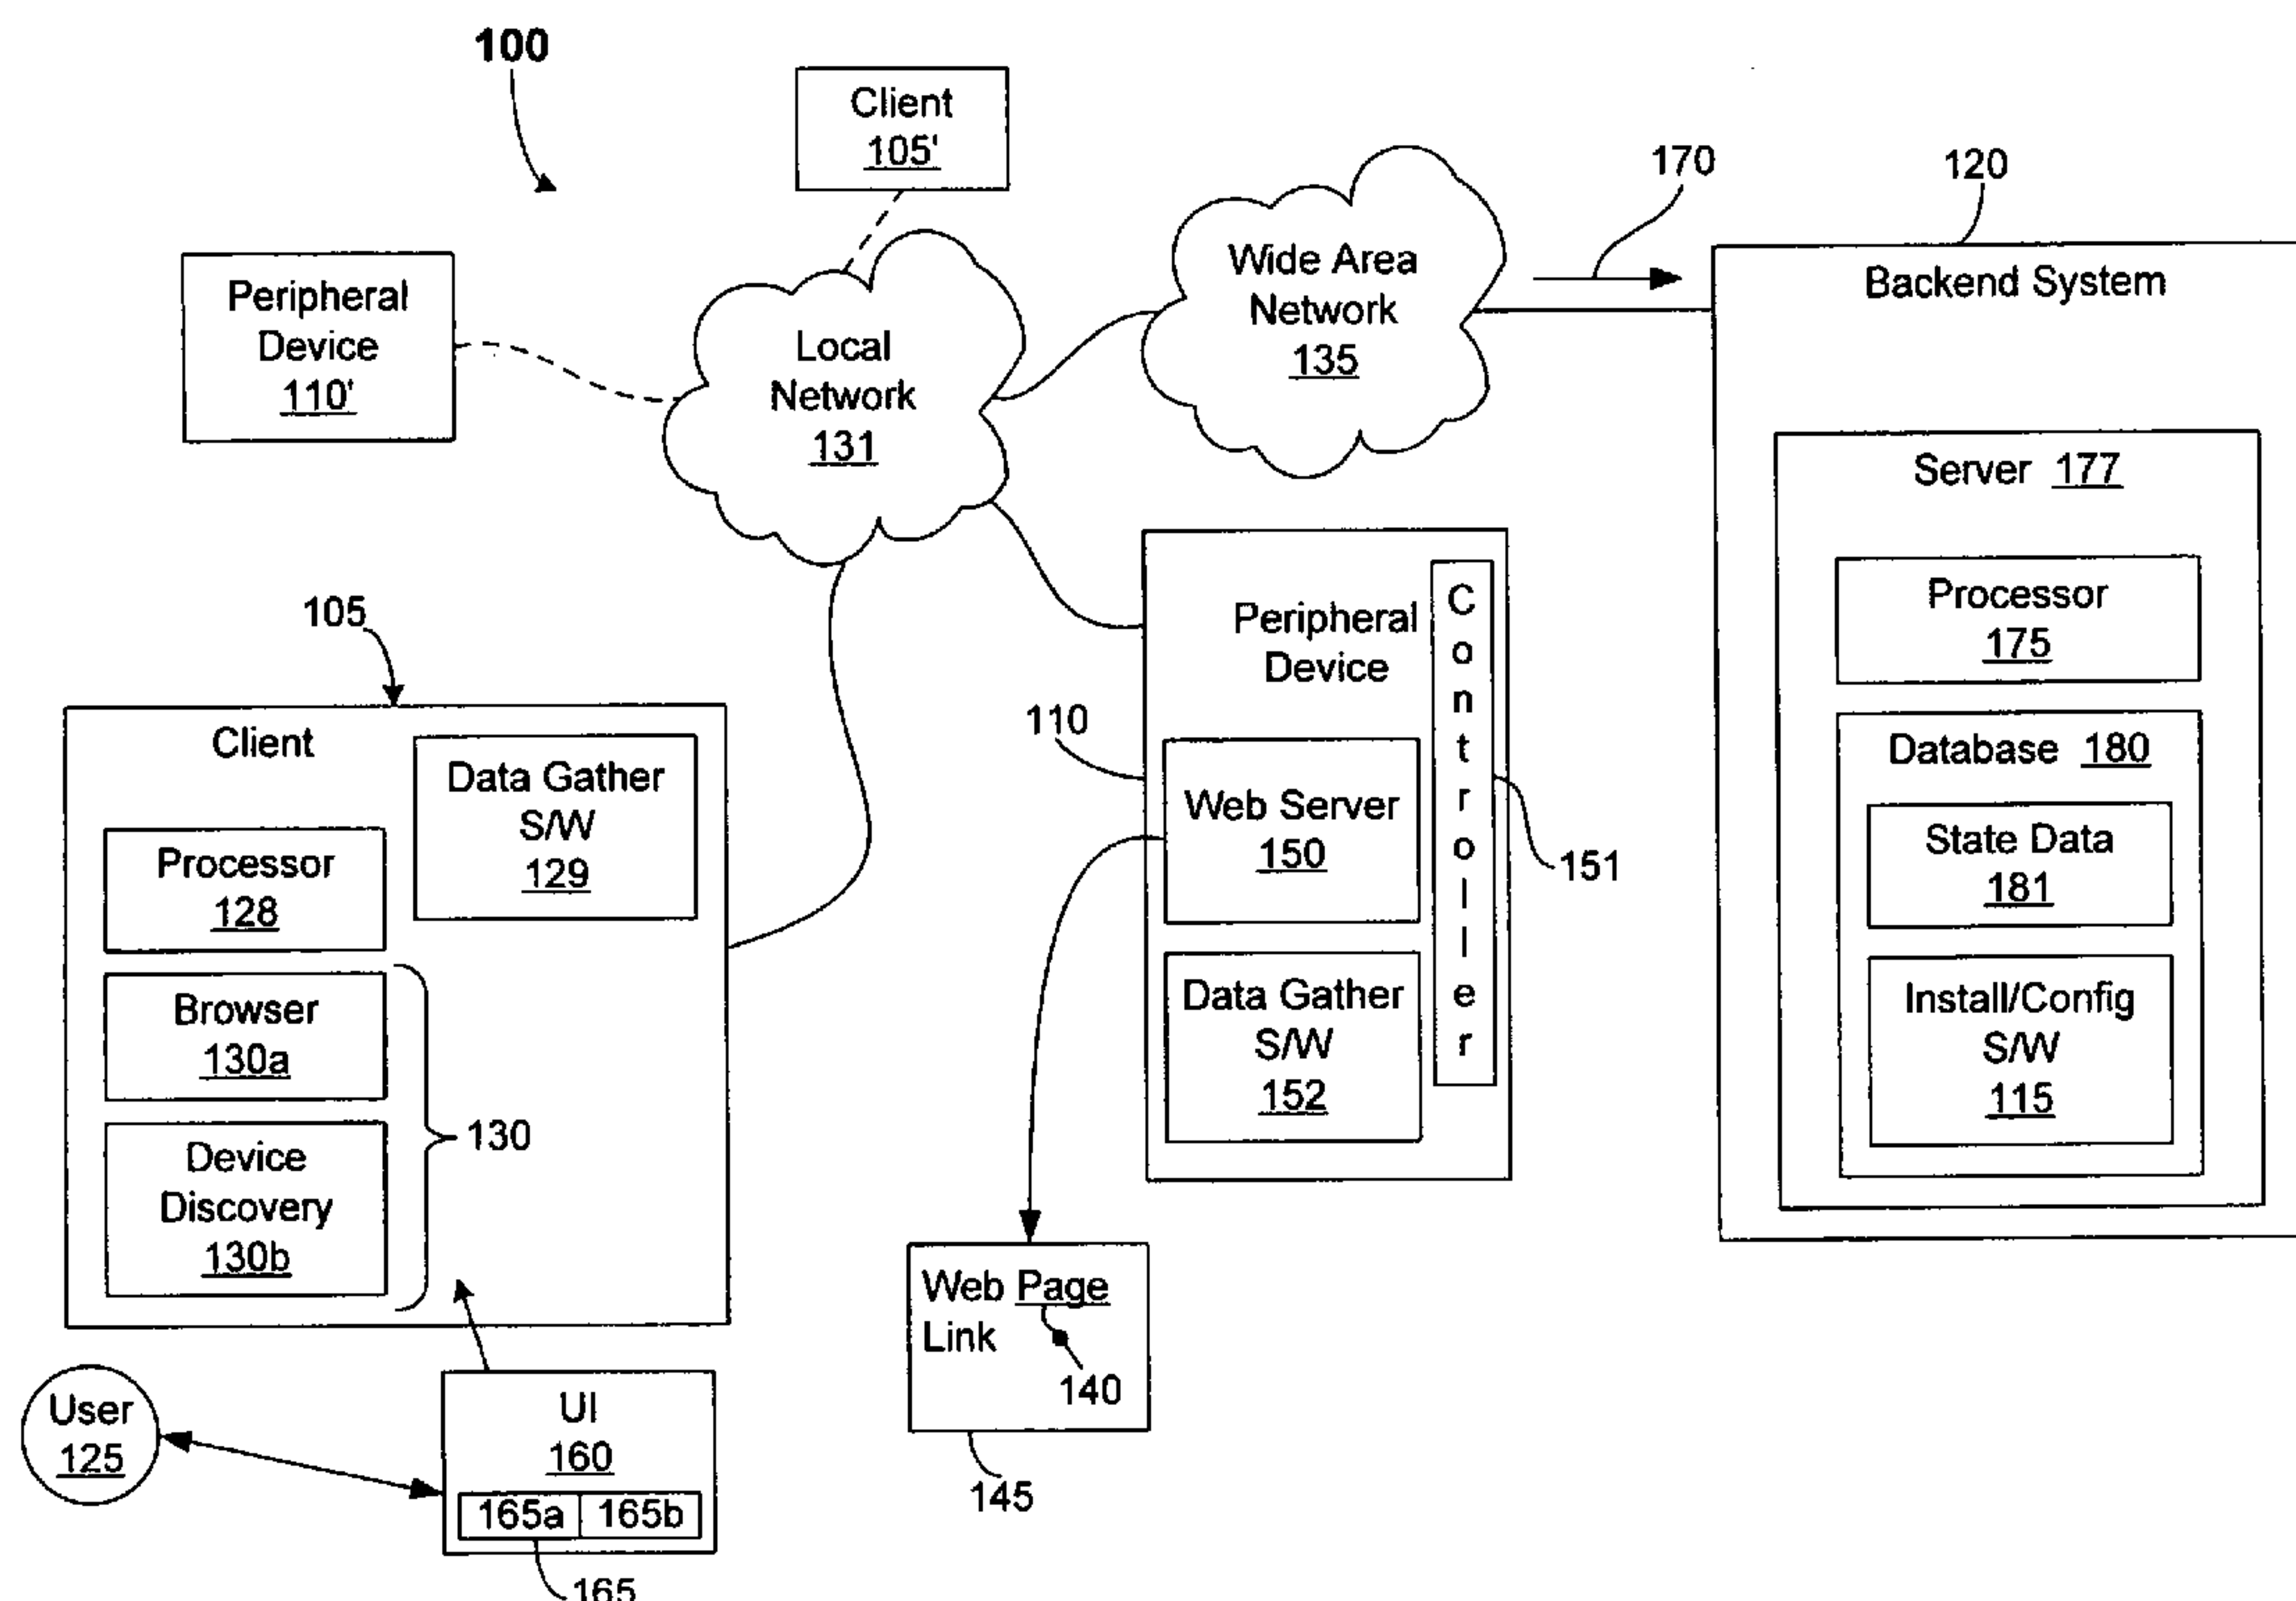 100
Client
105'
170
120
Peripheral
Device
110'
Local
Network
131
Wide Area
Network
135
Backend System
Server 177
Processor
175
Database 180
State Data
181
Install/Config
S/W
115
105
Client
Data Gather
S/W
129
Processor
128
Browser
130a
Device
Discovery
130b
130
110
Peripheral
Device
Controller
151
Web Server
150
Data Gather
S/W
152
Web Page
Link
140
145
User
125
UI
160
165a 165b
165